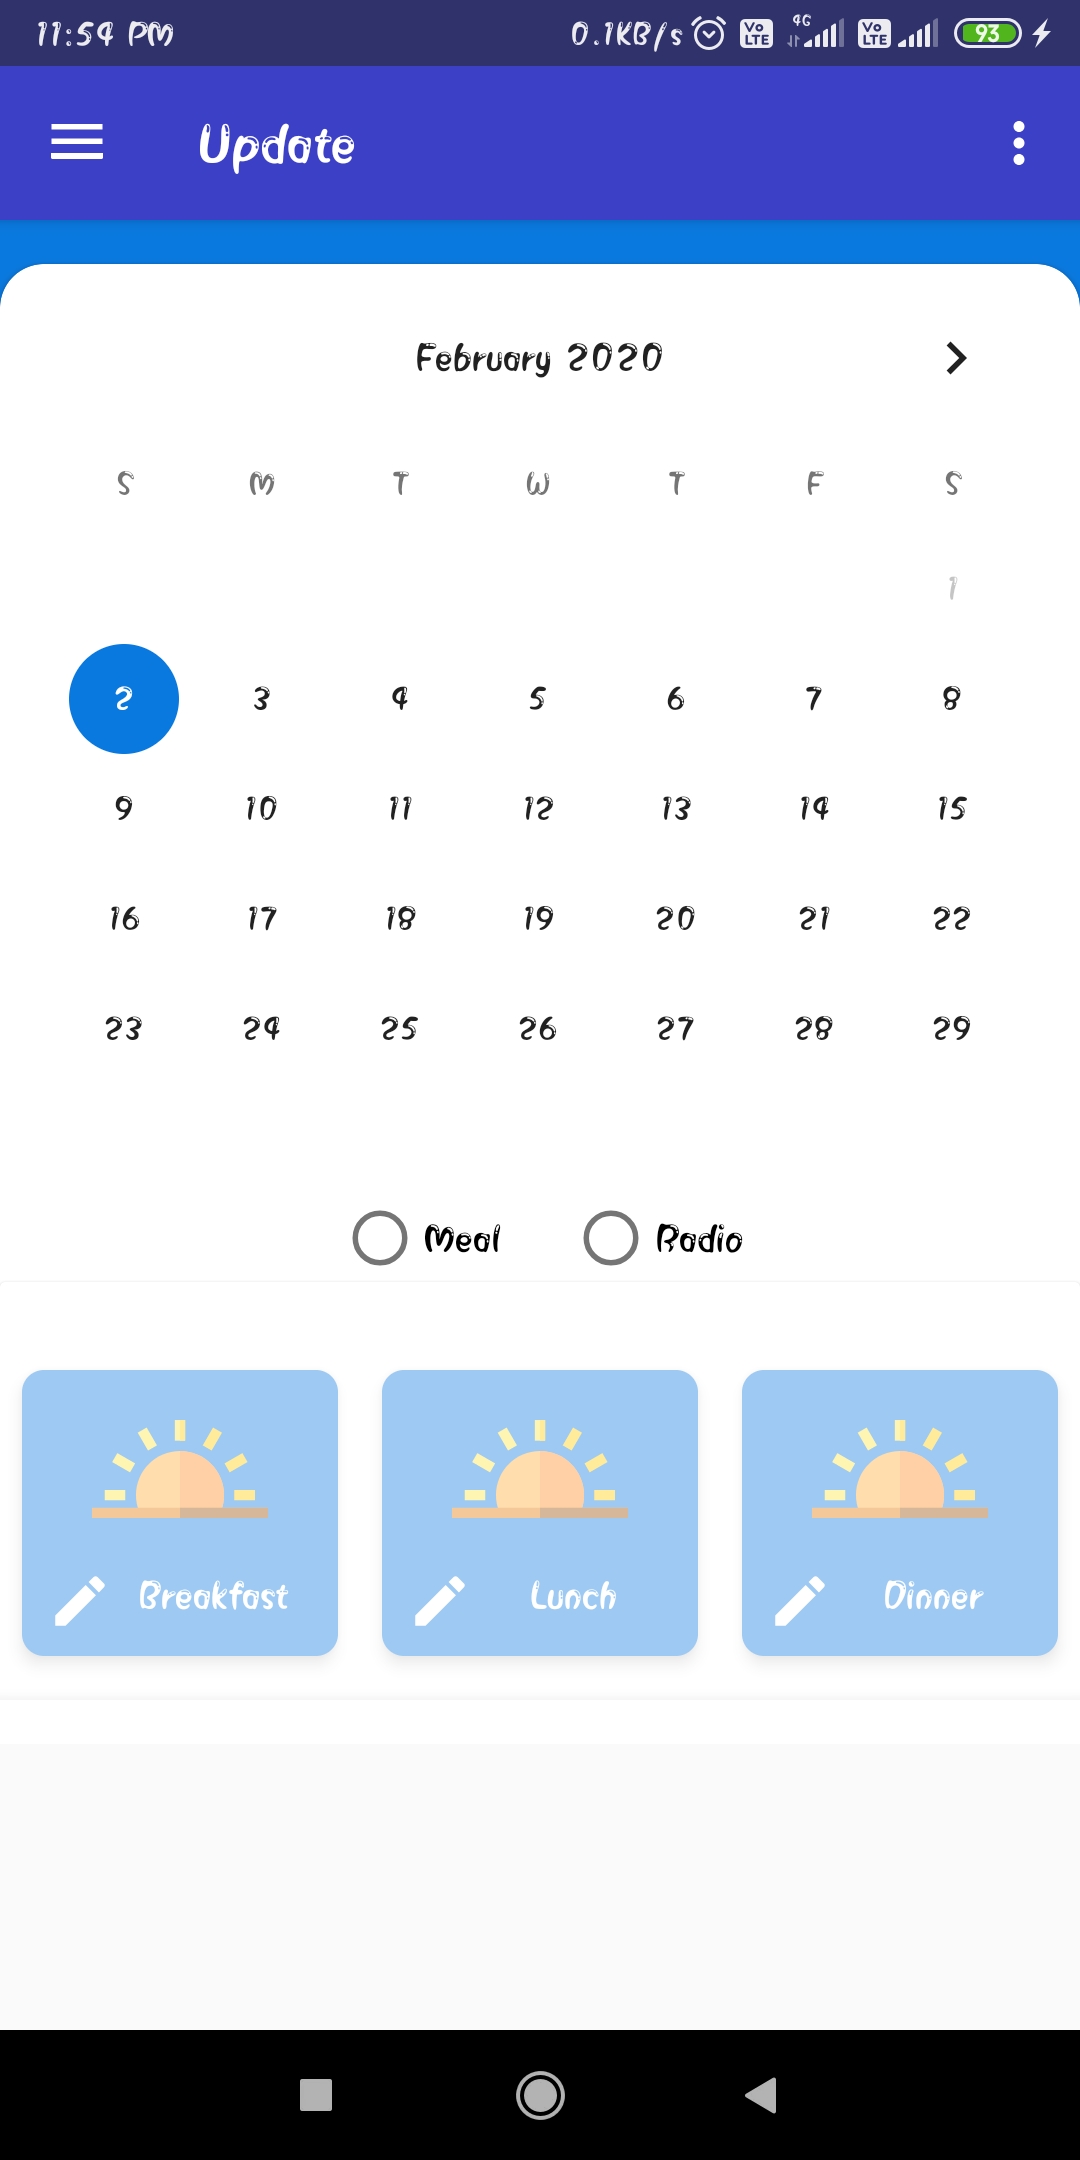 11:54 PM 0.1KB/s Vo LTE 4G Vo LTE 93
Update
February 2020
S M T W T F S
1
2 3 4 5 6 7 8
9 10 11 12 13 14 15
16 17 18 19 20 21 22
23 24 25 26 27 28 29
Meal Radio
Breakfast Lunch Dinner